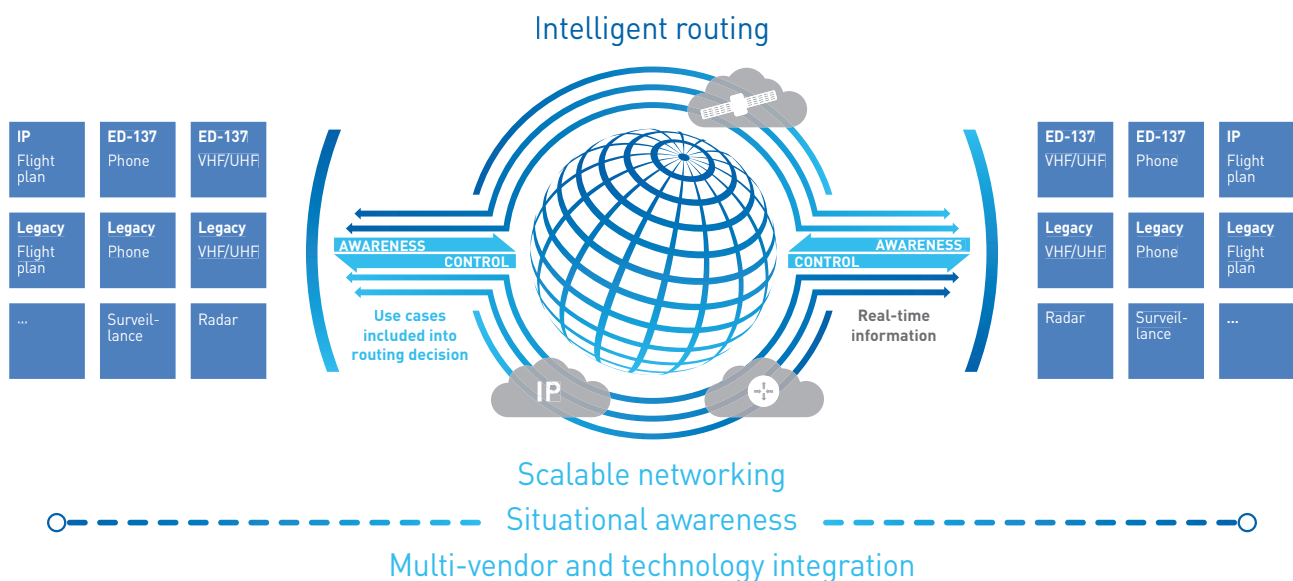 Intelligent routing
IP
Flight
plan
ED-137
Phone
ED-137
VHF/UHF
Legacy
Flight
plan
Legacy
Phone
Legacy
VHF/UHF
...
Surveil-
lance
Radar
AWARENESS
CONTROL
Use cases
included into
routing decision
IP
AWARENESS
CONTROL
Real-time
information
ED-137
VHF/UHF
ED-137
Phone
IP
Flight
plan
Legacy
VHF/UHF
Legacy
Phone
Legacy
Flight
plan
Radar
Surveil-
lance
...
Scalable networking
Situational awareness
Multi-vendor and technology integration